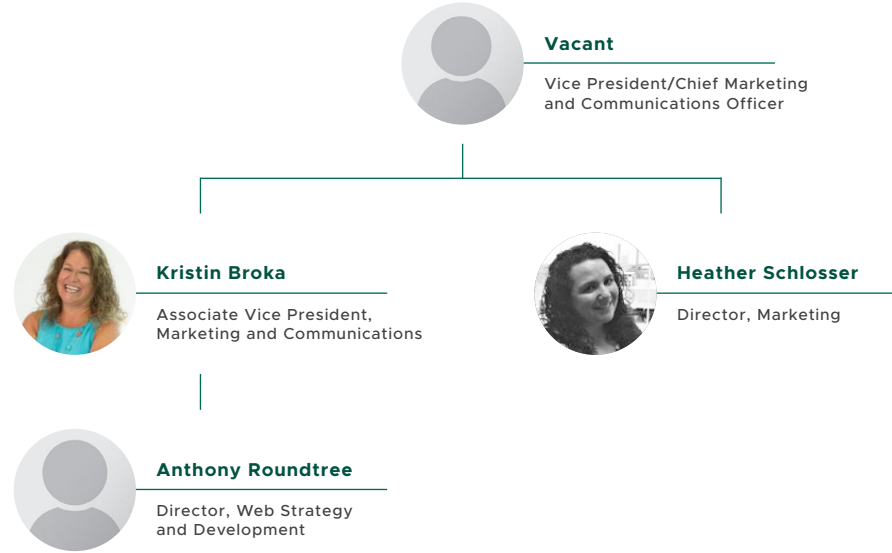 Vacant
Vice President/Chief Marketing
and Communications Officer
Kristin Broka
Associate Vice President,
Marketing and Communications
Heather Schlosser
Director, Marketing
Anthony Roundtree
Director, Web Strategy
and Development